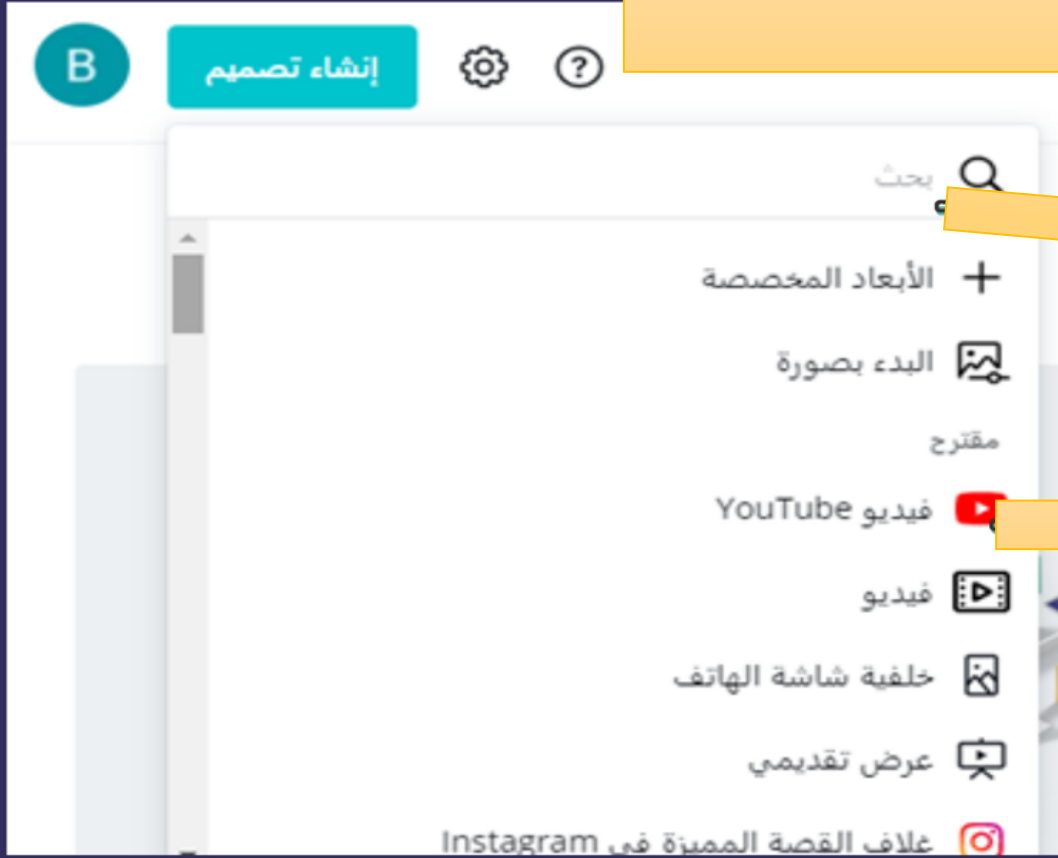 B
إنشاء تصميم
بحث
الأبعاد المخصصة
البدء بصورة
مقترح
فيديو YouTube
فيديو
خلفية شاشة الهاتف
عرض تقديمي
غلاف القصة المميزة في Instagram